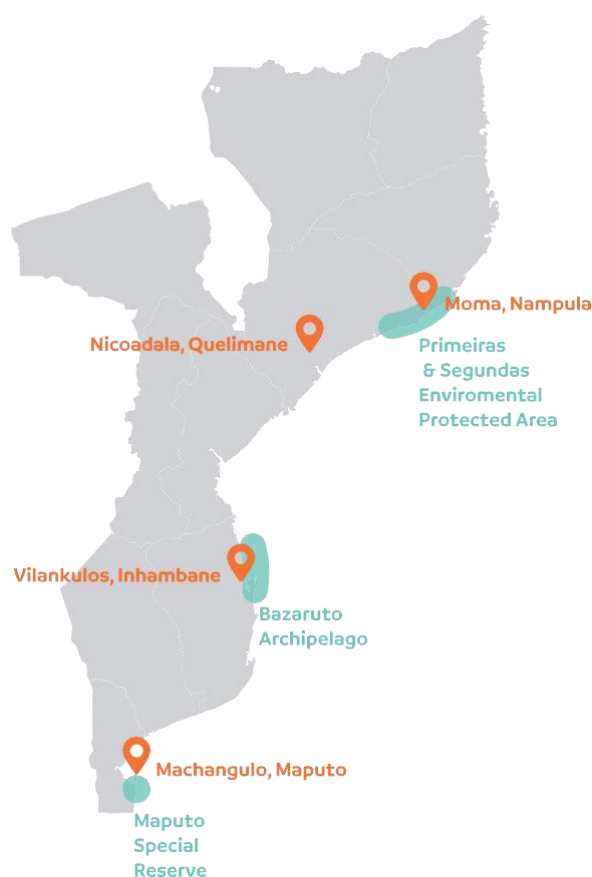 Moma, Nampula
Nicoadala, Quelimane
Primeiras
& Segundas
Enviromental
Protected Area
Vilankulos, Inhambane
Bazaruto
Archipelago
Machangulo, Maputo
Maputo
Special
Reserve